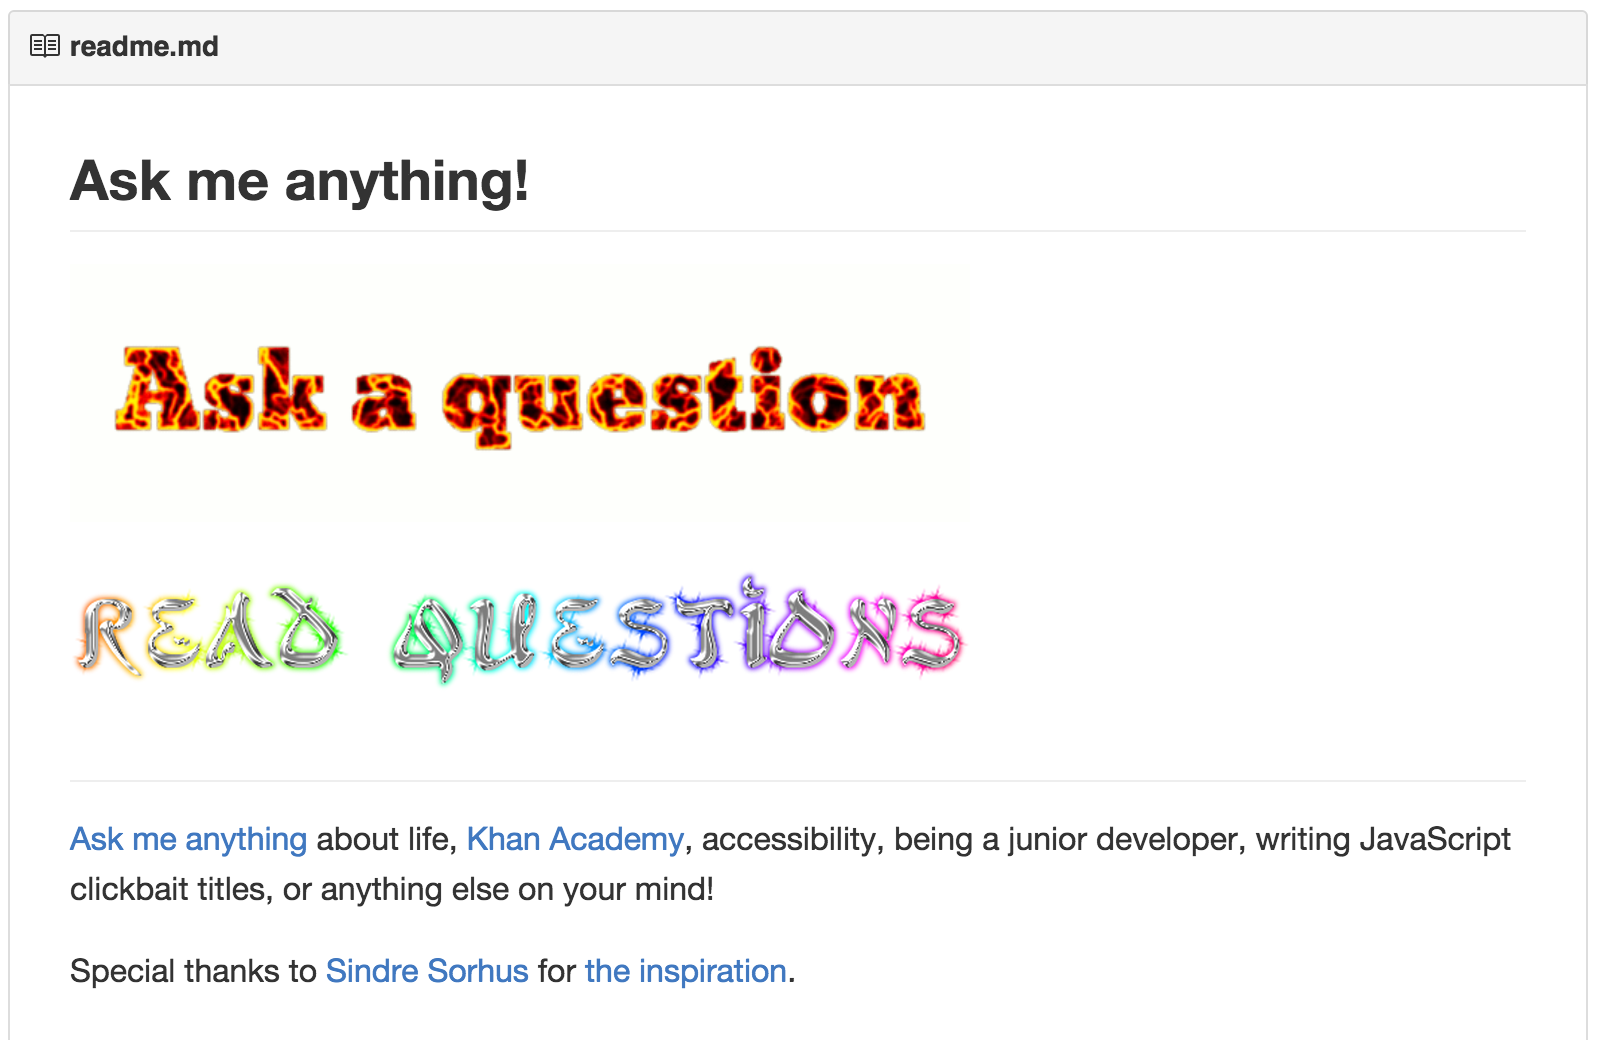 readme.md
Ask me anything!
Ask a question
READ QUESTIONS
Ask me anything about life, Khan Academy, accessibility, being a junior developer, writing JavaScript
clickbait titles, or anything else on your mind!
Special thanks to Sindre Sorhus for the inspiration.